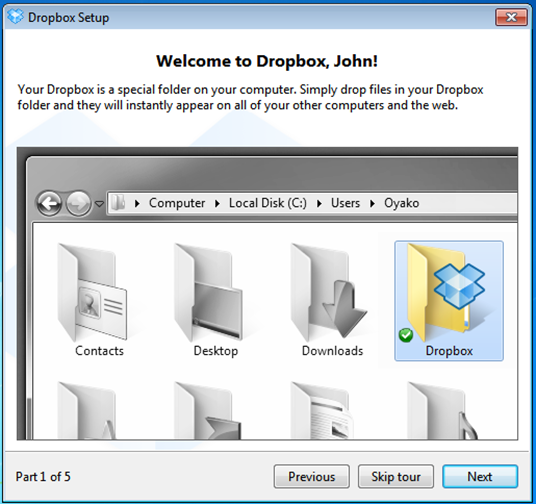 Dropbox Setup
Welcome to Dropbox, John!
Your Dropbox is a special folder on your computer. Simply drop files in your Dropbox
folder and they will instantly appear on all of your other computers and the web.
Computer Local Disk (C:) Users Oyako
Contacts Desktop Downloads Dropbox
Part 1 of 5 Previous Skip tour Next